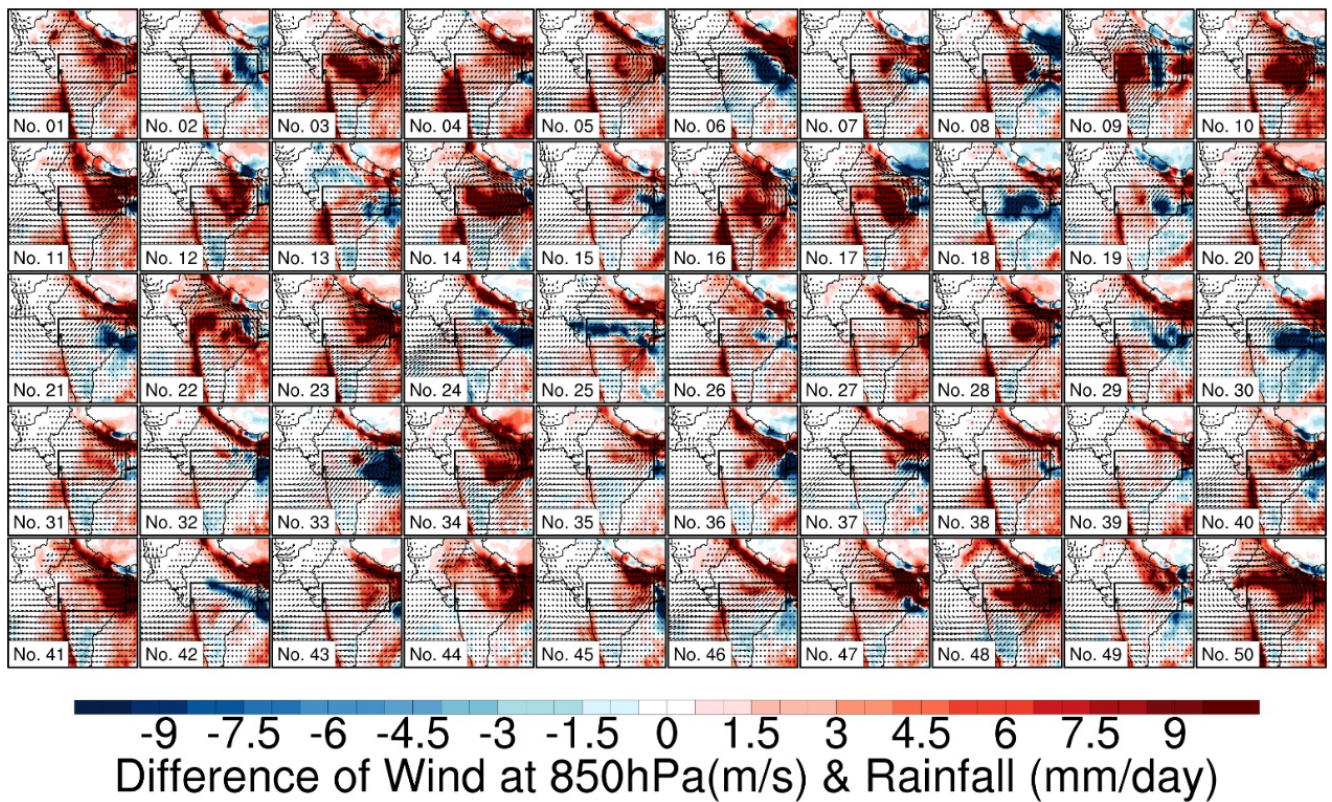 No. 01 No. 02 No. 03 No. 04 No. 05 No. 06 No. 07 No. 08 No. 09 No. 10
No. 11 No. 12 No. 13 No. 14 No. 15 No. 16 No. 17 No. 18 No. 19 No. 20
No. 21 No. 22 No. 23 No. 24 No. 25 No. 26 No. 27 No. 28 No. 29 No. 30
No. 31 No. 32 No. 33 No. 34 No. 35 No. 36 No. 37 No. 38 No. 39 No. 40
No. 41 No. 42 No. 43 No. 44 No. 45 No. 46 No. 47 No. 48 No. 49 No. 50
-9 -7.5 -6 -4.5 -3 -1.5 0 1.5 3 4.5 6 7.5 9
Difference of Wind at 850hPa(m/s) & Rainfall (mm/day)